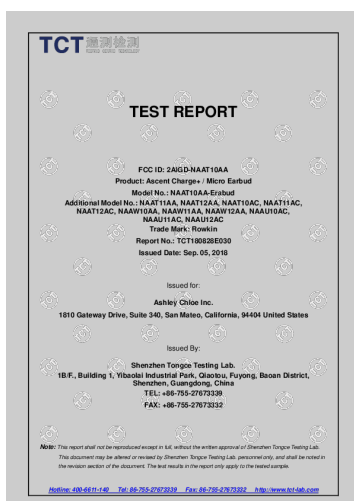 TCT 通测检测
TESTING CENTRE TECHNOLOGY
TEST REPORT
FCC ID: 2AIGD-NAAT10AA
Product: Ascent Charge+ / Micro Earbud
Model No.: NAAT10AA-Erabud
Additional Model No.: NAAT11AA, NAAT12AA, NAAT10AC, NAAT11AC,
NAAT12AC, NAAW10AA, NAAW11AA, NAAW12AA, NAAU10AC,
NAAU11AC, NAAU12AC
Trade Mark: Rowkin
Report No.: TCT180828E030
Issued Date: Sep. 05, 2018
Issued for:
Ashley Chloe Inc.
1810 Gateway Drive, Suite 340, San Mateo, California, 94404 United States
Issued By:
Shenzhen Tongce Testing Lab.
1B/F., Building 1, Yibaolai Industrial Park, Qiaotou, Fuyong, Baoan District,
Shenzhen, Guangdong, China
TEL: +86-755-27673339
FAX: +86-755-27673332
Note: This report shall not be reproduced except in full, without the written approval of Shenzhen Tongce Testing Lab.
This document may be altered or revised by Shenzhen Tongce Testing Lab. personnel only, and shall be noted in
the revision section of the document. The test results in the report only apply to the tested sample.
Hotline: 400-6611-140 Tel: 86-755-27673339 Fax: 86-755-27673332 http://www.tct-lab.com